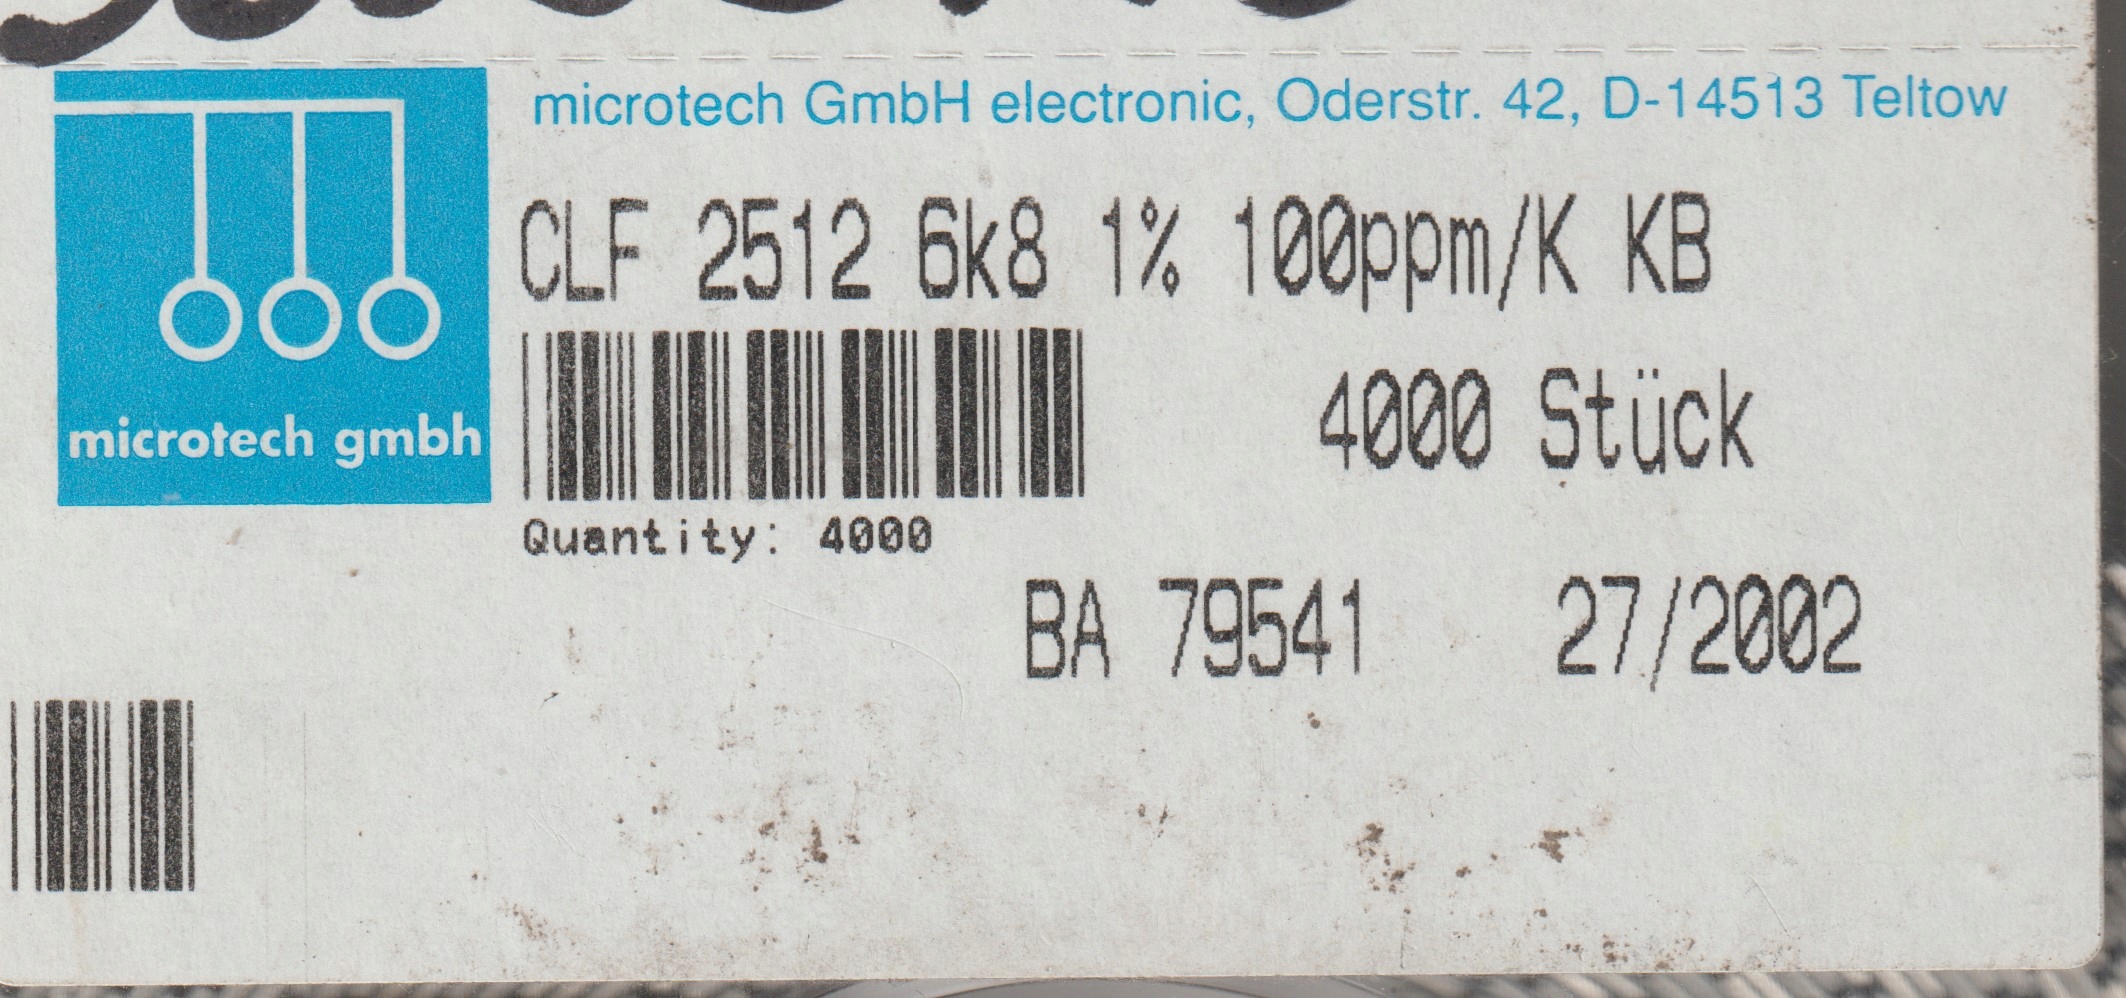 microtech GmbH electronic, Oderstr. 42, D-14513 Teltow
microtech gmbh
CLF 2512 6k8 1% 100ppm/K KB
4000 Stück
Quantity: 4000
BA 79541 27/2002